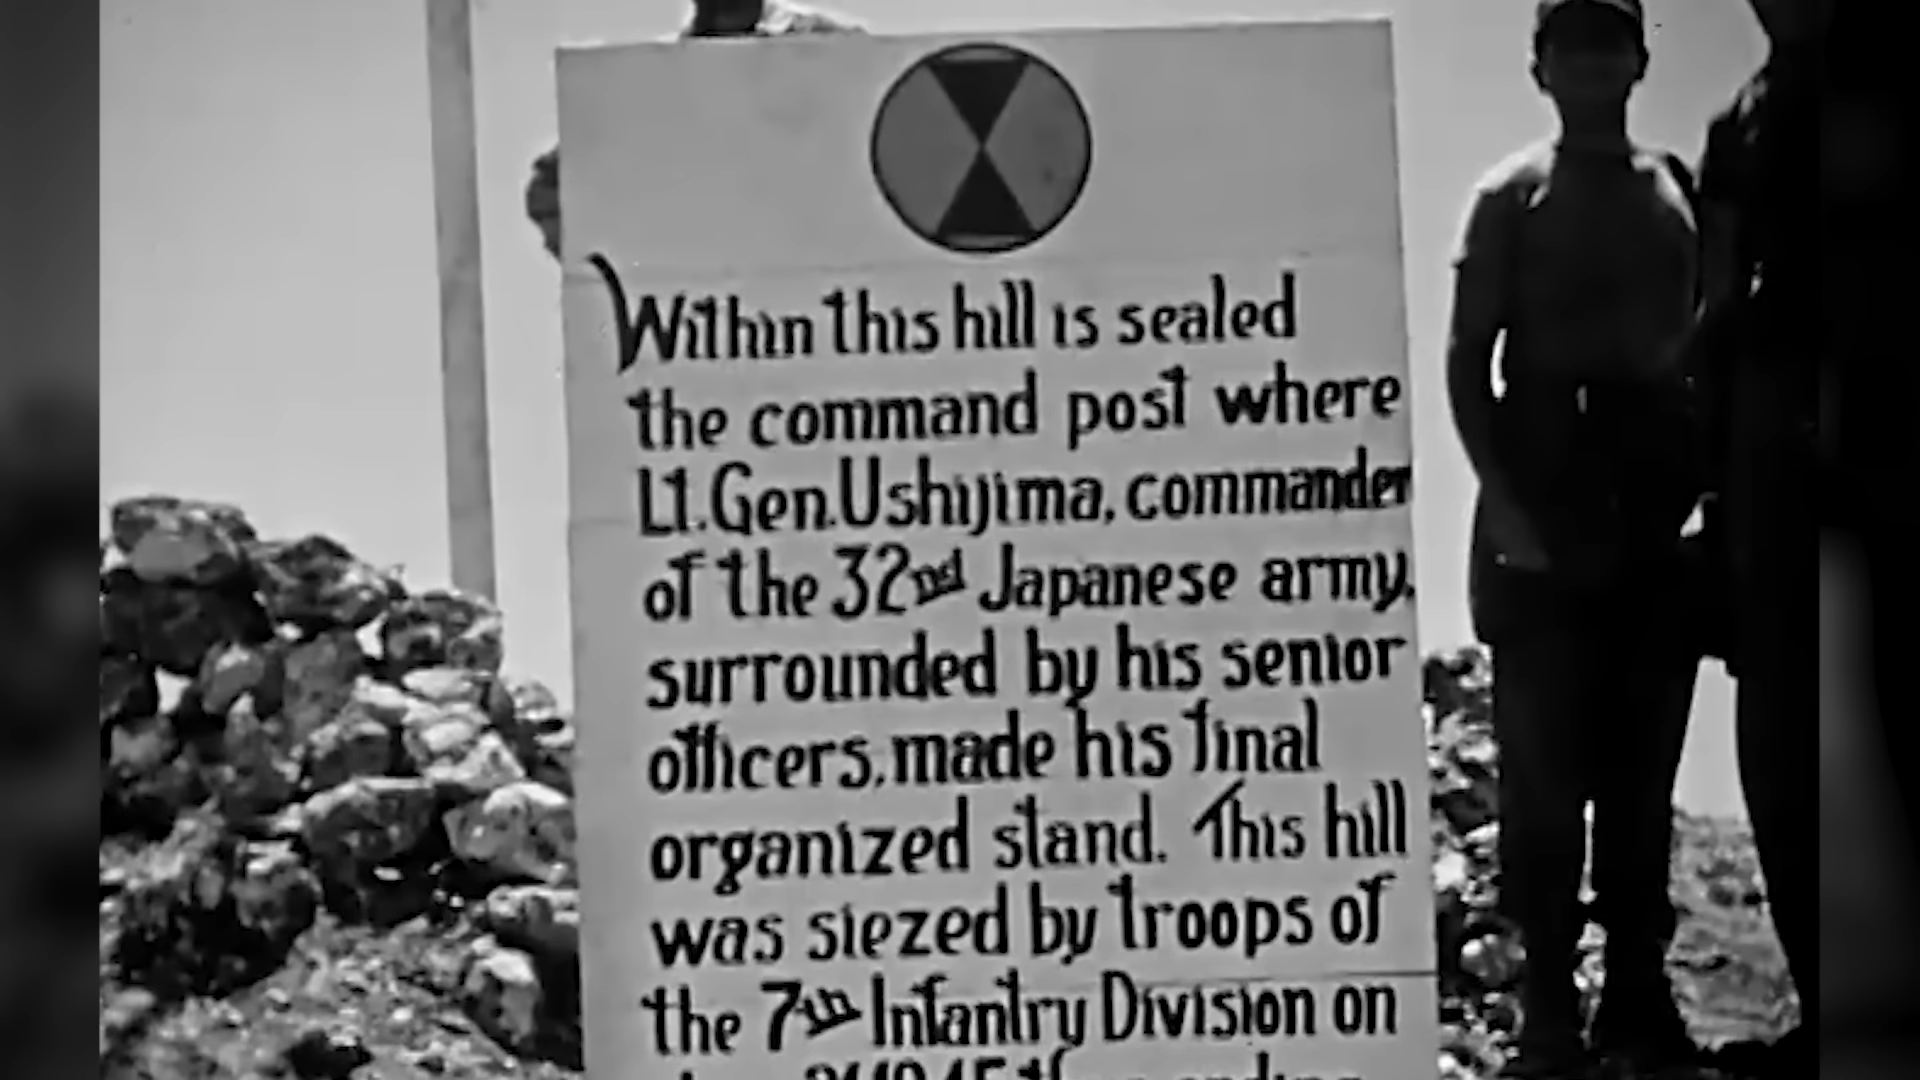 Within this hill is sealed
the command post where
Lt. Gen. Ushijima, commander
of the 32nd Japanese army,
surrounded by his senior
officers, made his final
organized stand. This hill
was siezed by troops of
the 7th Infantry Division on